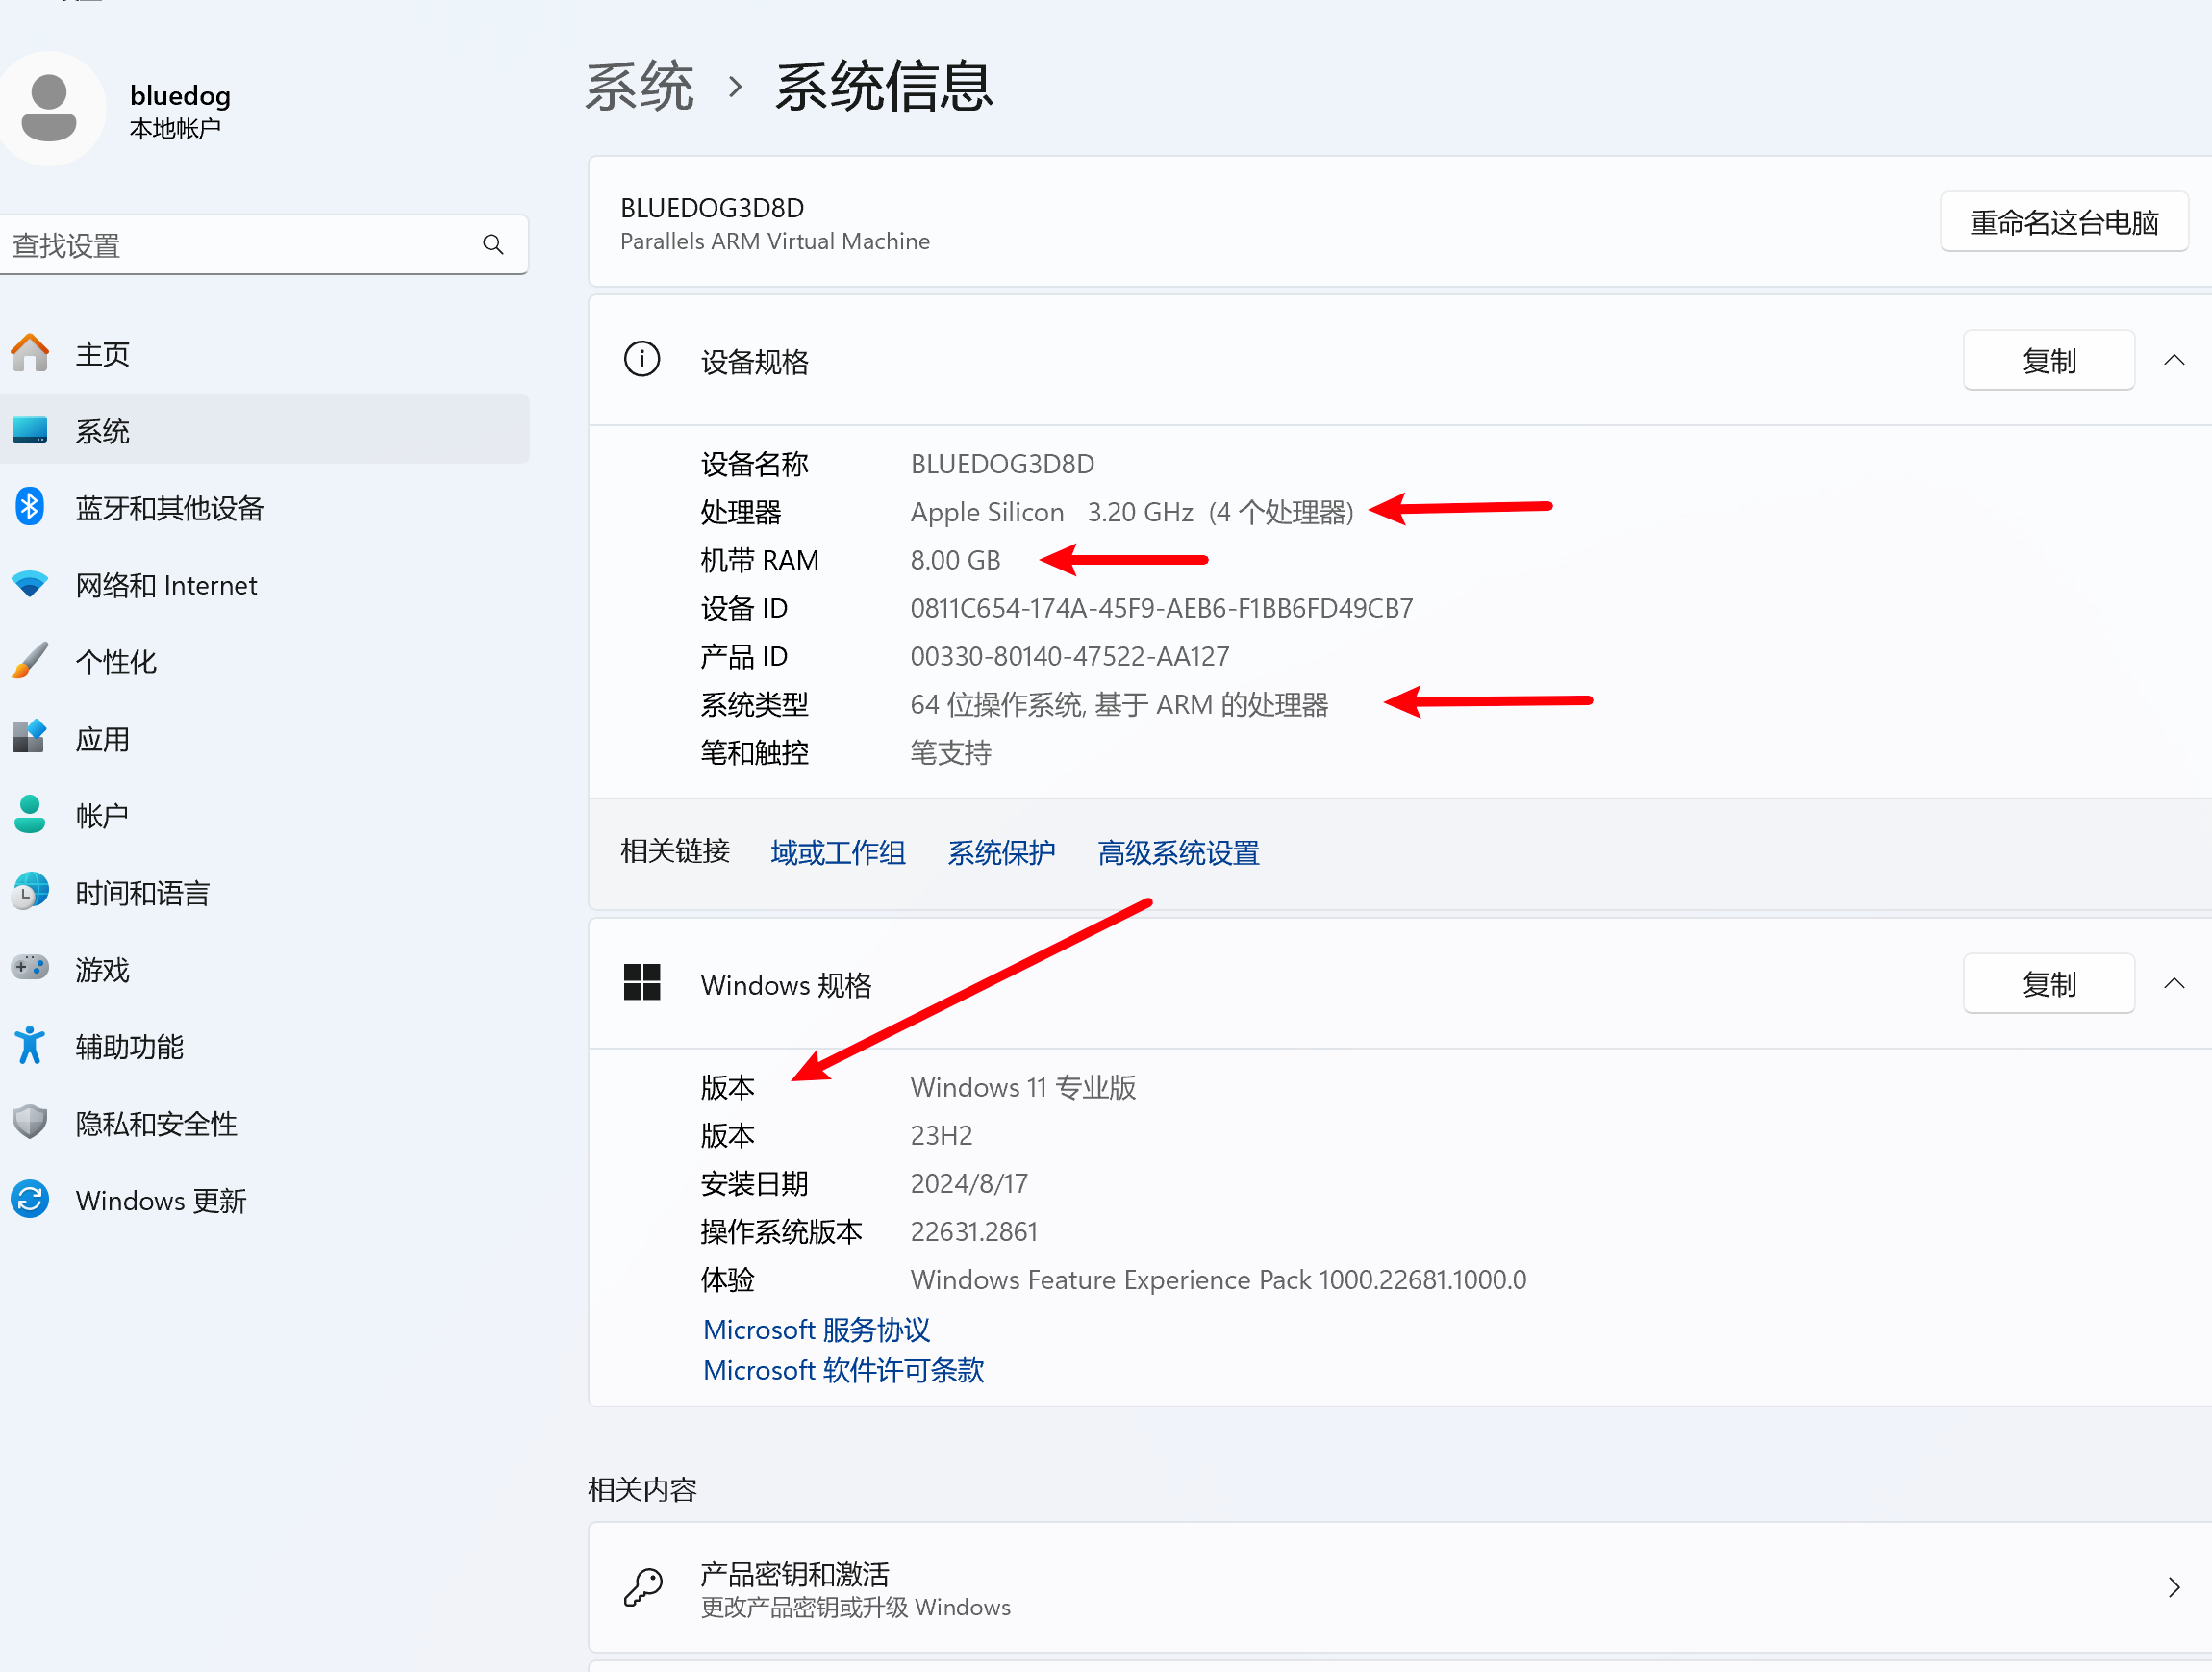 bluedog
本地帐户
查找设置
主页
系统
蓝牙和其他设备
网络和 Internet
个性化
应用
帐户
时间和语言
游戏
辅助功能
隐私和安全性
Windows 更新
系统 › 系统信息
BLUEDOG3D8D
Parallels ARM Virtual Machine
重命名这台电脑
设备规格
复制
设备名称 BLUEDOG3D8D
处理器 Apple Silicon 3.20 GHz (4 个处理器)
机带 RAM 8.00 GB
设备 ID 0811C654-174A-45F9-AEB6-F1BB6FD49CB7
产品 ID 00330-80140-47522-AA127
系统类型 64 位操作系统, 基于 ARM 的处理器
笔和触控 笔支持
相关链接 域或工作组 系统保护 高级系统设置
Windows 规格
复制
版本 Windows 11 专业版
版本 23H2
安装日期 2024/8/17
操作系统版本 22631.2861
体验 Windows Feature Experience Pack 1000.22681.1000.0
Microsoft 服务协议
Microsoft 软件许可条款
相关内容
产品密钥和激活
更改产品密钥或升级 Windows